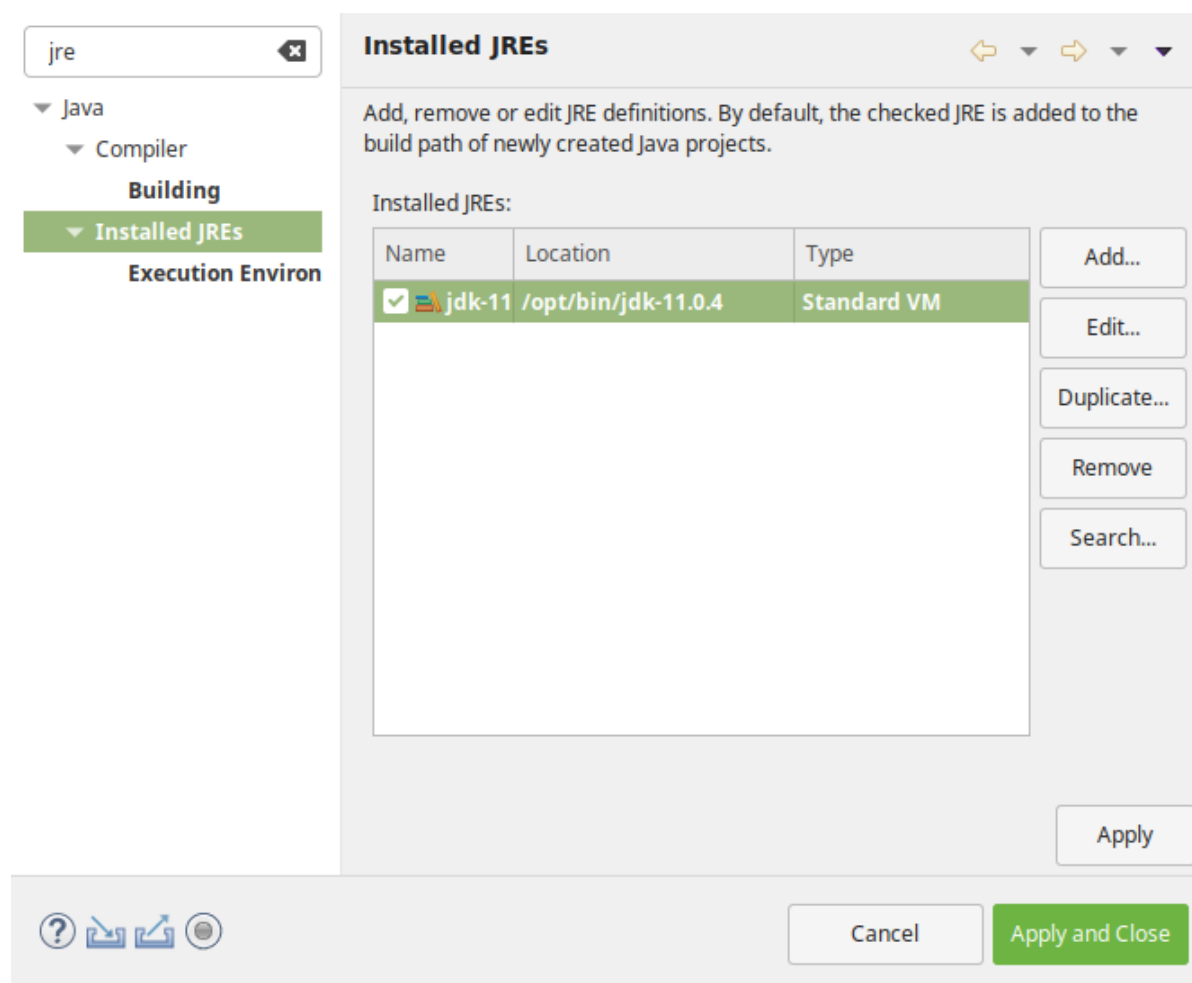 jre
Java
Compiler
Building
Installed JREs
Execution Environ
Installed JREs
Add, remove or edit JRE definitions. By default, the checked JRE is added to the
build path of newly created Java projects.
Installed JREs:
Name Location Type
jdk-11 /opt/bin/jdk-11.0.4 Standard VM
Add...
Edit...
Duplicate...
Remove
Search...
Apply
? Cancel Apply and Close